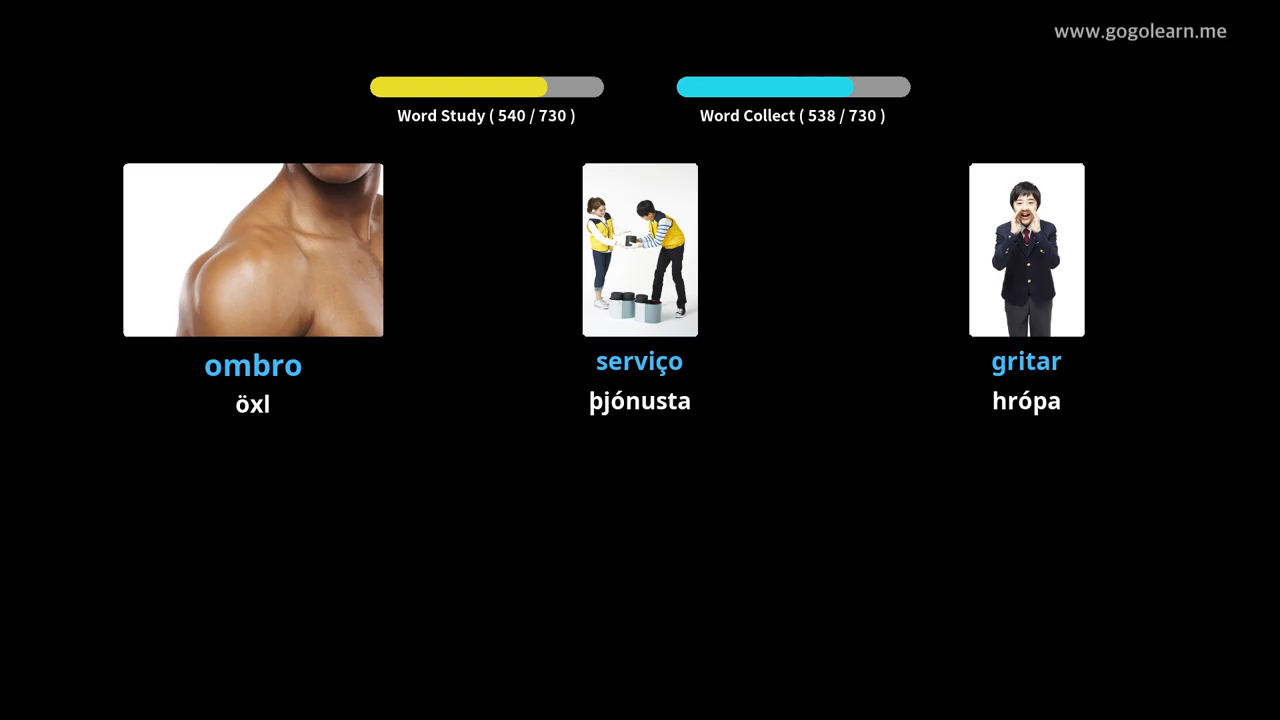 www.gogolearn.me
Word Study ( 540 / 730 )
Word Collect ( 538 / 730 )
ombro
öxl
serviço
þjónusta
gritar
hrópa